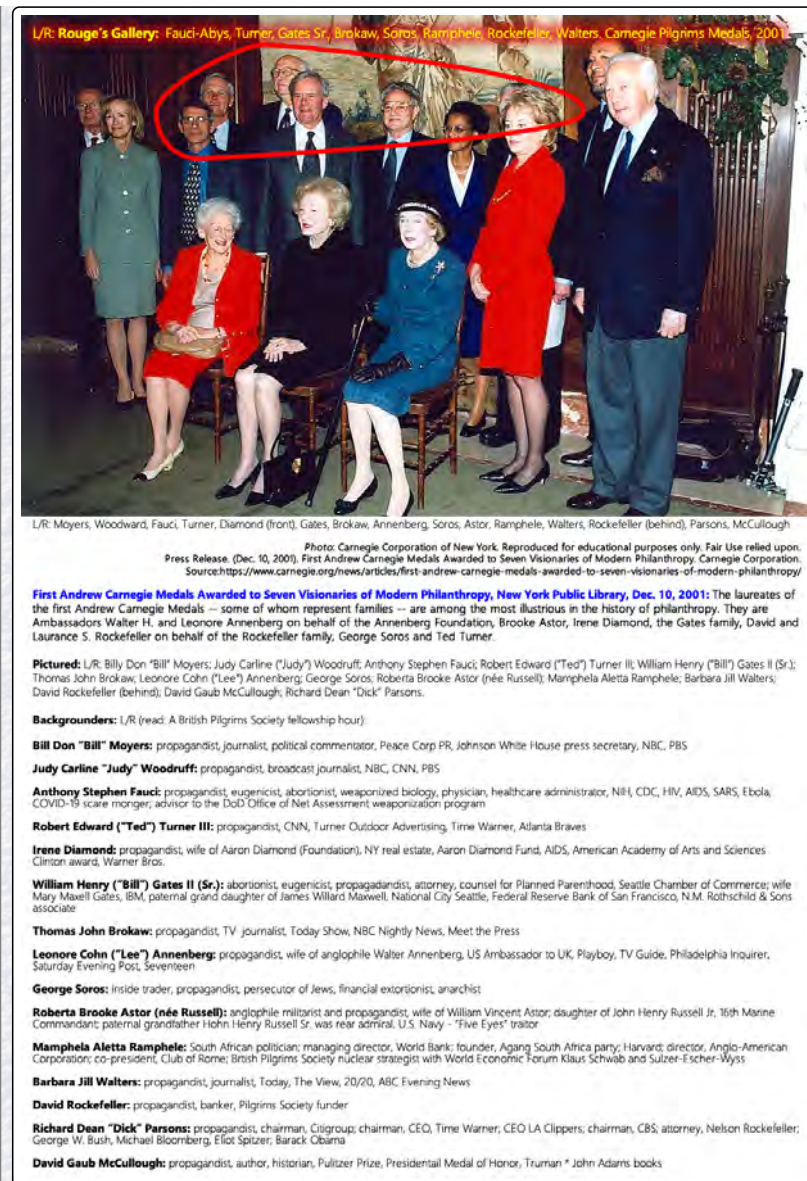 L/R: Rouge's Gallery: Fauci-Abys, Turner, Gates Sr., Brokaw, Soros, Ramphele, Rockefeller, Walters. Carnegie Pilgrims Medals, 2001.
L/R: Moyers, Woodward, Fauci, Turner, Diamond (front), Gates, Brokaw, Annenberg, Soros, Astor, Ramphele, Walters, Rockefeller (behind), Parsons, McCullough
Photo: Carnegie Corporation of New York. Reproduced for educational purposes only. Fair Use relied upon.
Press Release. (Dec. 10, 2001). First Andrew Carnegie Medals Awarded to Seven Visionaries of Modern Philanthropy. Carnegie Corporation.
Source:https://www.carnegie.org/news/articles/first-andrew-carnegie-medals-awarded-to-seven-visionaries-of-modern-philanthropy/
First Andrew Carnegie Medals Awarded to Seven Visionaries of Modern Philanthropy, New York Public Library, Dec. 10, 2001: The laureates of
the first Andrew Carnegie Medals -- some of whom represent families -- are among the most illustrious in the history of philanthropy. They are
Ambassadors Walter H. and Leonore Annenberg on behalf of the Annenberg Foundation, Brooke Astor, Irene Diamond, the Gates family, David and
Laurance S. Rockefeller on behalf of the Rockefeller family, George Soros and Ted Turner.
Pictured: L/R: Billy Don "Bill" Moyers; Judy Carline ("Judy") Woodruff; Anthony Stephen Fauci; Robert Edward ("Ted") Turner III; William Henry ("Bill") Gates II (Sr.);
Thomas John Brokaw; Leonore Cohn ("Lee") Annenberg; George Soros; Roberta Brooke Astor (née Russell); Mamphela Aletta Ramphele; Barbara Jill Walters;
David Rockefeller (behind); David Gaub McCullough; Richard Dean "Dick" Parsons.
Backgrounders: L/R (read: A British Pilgrims Society fellowship hour):
Bill Don "Bill" Moyers: propagandist, journalist, political commentator, Peace Corp PR, Johnson White House press secretary, NBC, PBS
Judy Carline "Judy" Woodruff: propagandist, broadcast journalist, NBC, CNN, PBS
Anthony Stephen Fauci: propagandist, eugenicist, abortionist, weaponized biology, physician, healthcare administrator, NIH, CDC, HIV, AIDS, SARS, Ebola,
COVID-19 scare monger; advisor to the DoD Office of Net Assessment weaponization program
Robert Edward ("Ted") Turner III: propagandist, CNN, Turner Outdoor Advertising, Time Warner, Atlanta Braves
Irene Diamond: propagandist, wife of Aaron Diamond (Foundation), NY real estate, Aaron Diamond Fund, AIDS, American Academy of Arts and Sciences
Clinton award, Warner Bros.
William Henry ("Bill") Gates II (Sr.): abortionist, eugenicist, propagadandist, attorney, counsel for Planned Parenthood, Seattle Chamber of Commerce; wife
Mary Maxell Gates, IBM, paternal grand daughter of James Willard Maxwell, National City Seattle, Federal Reserve Bank of San Francisco, N.M. Rothschild & Sons
associate
Thomas John Brokaw: propagandist, TV journalist, Today Show, NBC Nightly News, Meet the Press
Leonore Cohn ("Lee") Annenberg: propagandist, wife of anglophile Walter Annenberg, US Ambassador to UK, Playboy, TV Guide, Philadelphia Inquirer,
Saturday Evening Post, Seventeen
George Soros: inside trader, propagandist, persecutor of Jews, financial extortionist, anarchist
Roberta Brooke Astor (née Russell): anglophile militarist and propagandist, wife of William Vincent Astor; daughter of John Henry Russell Jr, 16th Marine
Commandant; paternal grandfather Hohn Henry Russell Sr. was rear admiral, U.S. Navy - "Five Eyes" traitor
Mamphela Aletta Ramphele: South African politician; managing director, World Bank; founder, Agang South Africa party; Harvard; director, Anglo-American
Corporation; co-president, Club of Rome; British Pilgrims Society nuclear strategist with World Economic Forum Klaus Schwab and Sulzer-Escher-Wyss
Barbara Jill Walters: propagandist, journalist, Today, The View, 20/20, ABC Evening News
David Rockefeller: propagandist, banker, Pilgrims Society funder
Richard Dean "Dick" Parsons: propagandist, chairman, Citigroup; chairman, CEO, Time Warner; CEO LA Clippers; chairman, CBS; attorney, Nelson Rockefeller;
George W. Bush, Michael Bloomberg, Eliot Spitzer; Barack Obama
David Gaub McCullough: propagandist, author, historian, Pulitzer Prize, Presidentail Medal of Honor, Truman * John Adams books